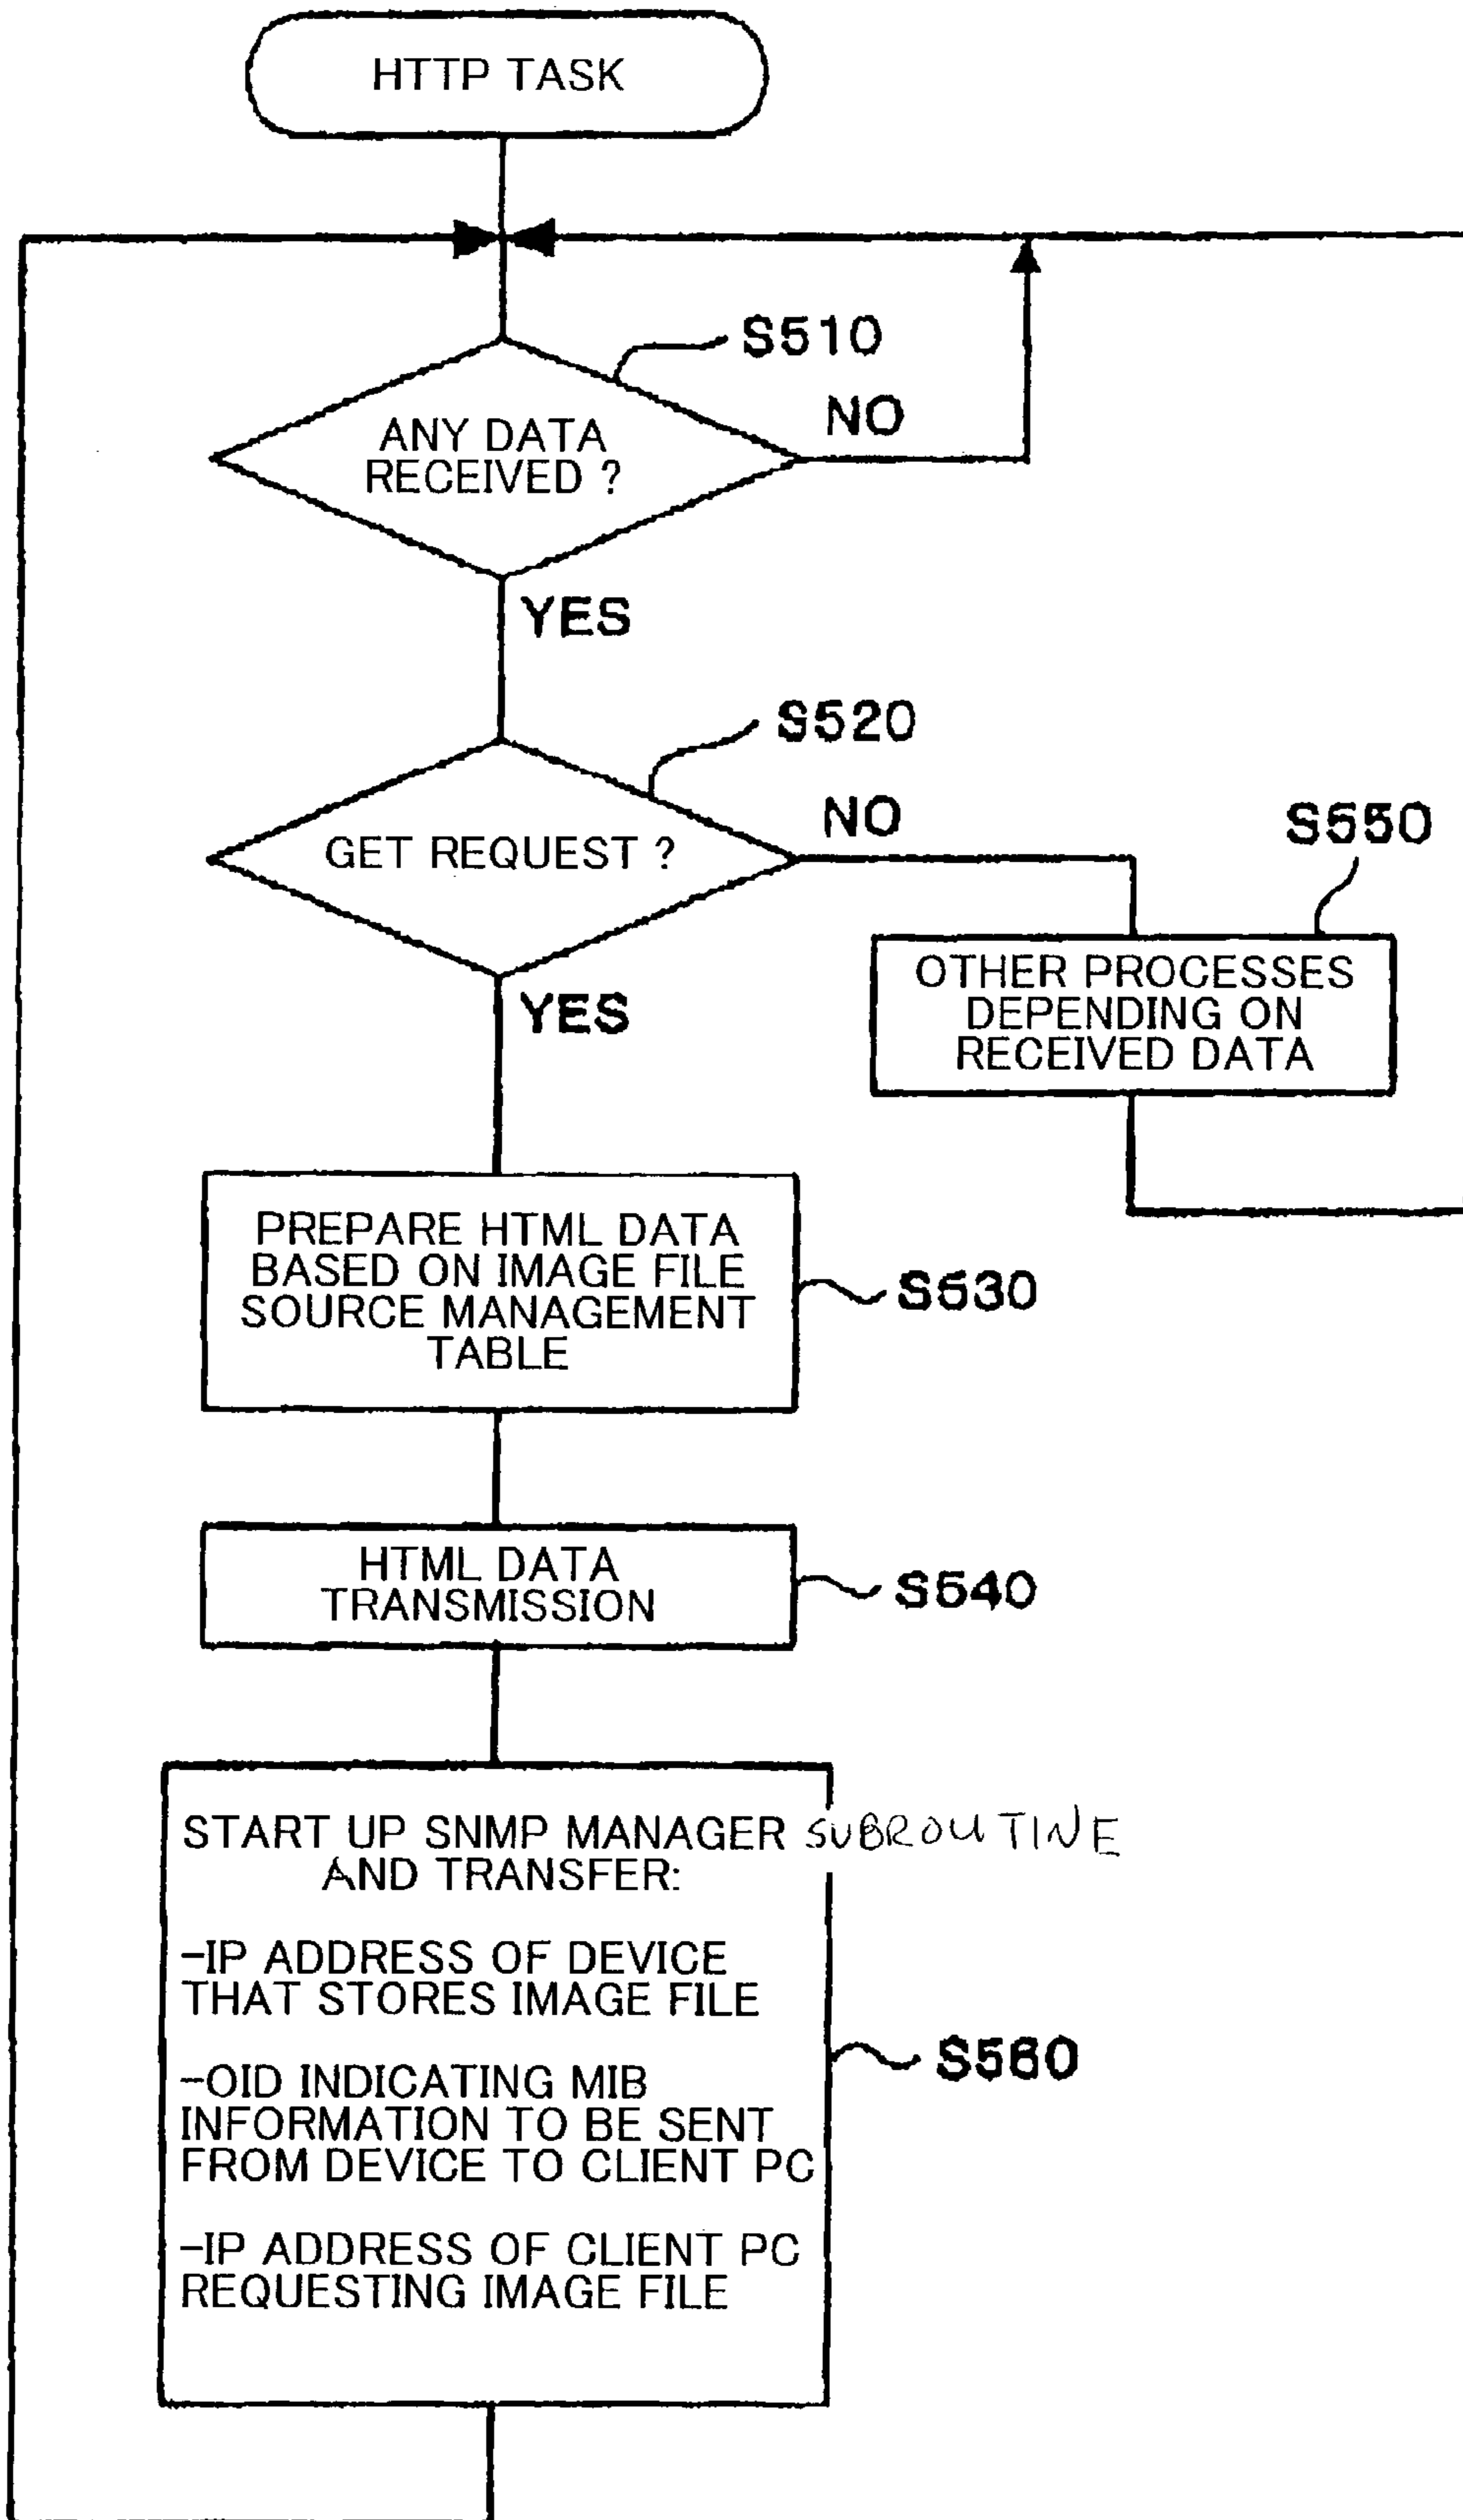 HTTP TASK
S510
NO
ANY DATA
RECEIVED ?
YES
S520
NO
S550
GET REQUEST ?
OTHER PROCESSES
DEPENDING ON
RECEIVED DATA
YES
PREPARE HTML DATA
BASED ON IMAGE FILE
SOURCE MANAGEMENT
TABLE
S530
HTML DATA
TRANSMISSION
S540
START UP SNMP MANAGER SUBROUTINE
AND TRANSFER:
-IP ADDRESS OF DEVICE
THAT STORES IMAGE FILE
-OID INDICATING MIB
INFORMATION TO BE SENT
FROM DEVICE TO CLIENT PC
S560
-IP ADDRESS OF CLIENT PC
REQUESTING IMAGE FILE